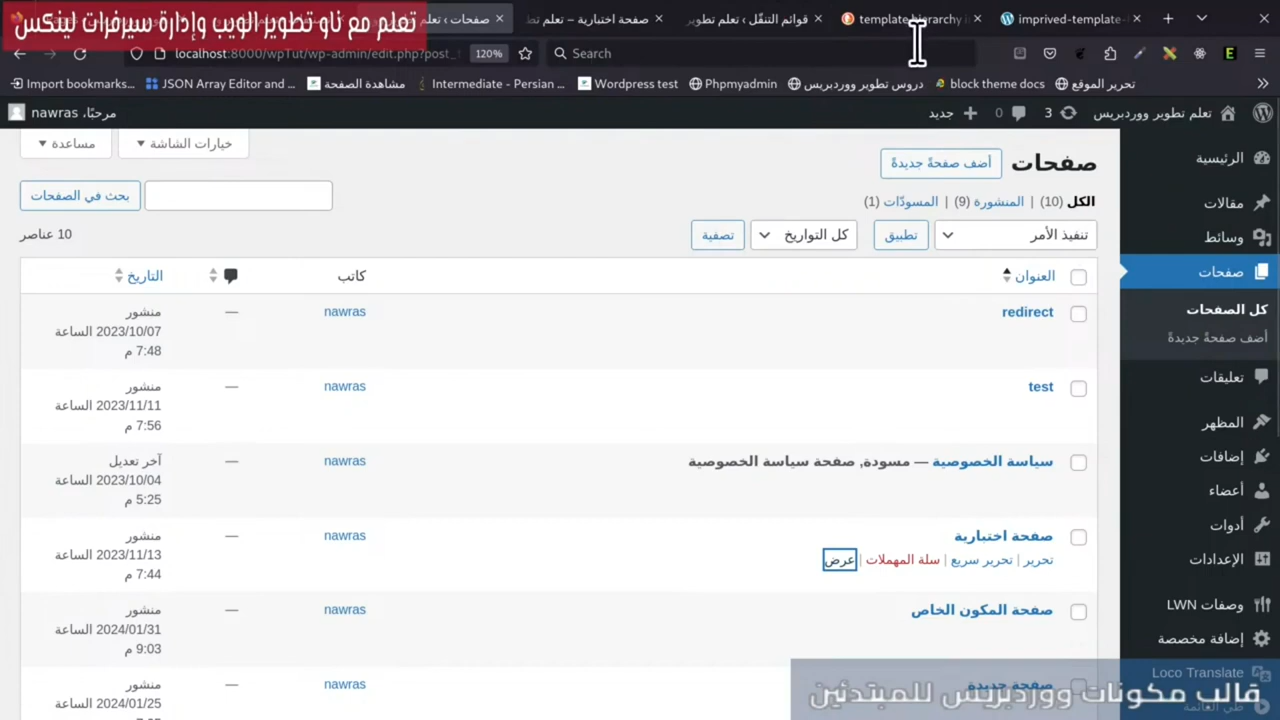 تعلم مع ناو تطوير الويب وإدارة سيرفرات لينكس
صفحات ‹ تعلم
صفحة اختبارية – تعلم تط
قوائم التنقّل ‹ تعلم تطوير
template hierarchy i
imprived-template-
localhost:8000/wpTut/wp-admin/edit.php?post_
120%
Search
Import bookmarks...
JSON Array Editor and ...
مشاهدة الصفحة
Intermediate - Persian ...
Wordpress test
Phpmyadmin
دروس تطوير ووردبريس
block theme docs
تحرير الموقع
تعلم تطوير ووردبريس
3
0
جديد
مرحبًا، nawras
الرئيسية
مقالات
وسائط
صفحات
كل الصفحات
أضف صفحةً جديدةً
تعليقات
المظهر
إضافات
أعضاء
أدوات
الإعدادات
وصفات LWN
إضافة مخصصة
Loco Translate
طي القائمة
خيارات الشاشة
مساعدة
صفحات
أضف صفحةً جديدةً
الكل (10) | المنشورة (9) | المسودّات (1)
بحث في الصفحات
تنفيذ الأمر
تطبيق
كل التواريخ
تصفية
10 عناصر
العنوان
كاتب
التاريخ
redirect
nawras
—
منشور
2023/10/07 الساعة
7:48 م
test
nawras
—
منشور
2023/11/11 الساعة
7:56 م
سياسة الخصوصية — مسودة, صفحة سياسة الخصوصية
nawras
—
آخر تعديل
2023/10/04 الساعة
5:25 م
صفحة اختبارية
تحرير | تحرير سريع | سلة المهملات | عرض
nawras
—
منشور
2023/11/13 الساعة
7:44 م
صفحة المكون الخاص
nawras
—
منشور
2024/01/31 الساعة
9:03 م
صفحة جديدة
nawras
—
منشور
2024/01/25 الساعة
قالب مكونات ووردبريس للمبتدئين